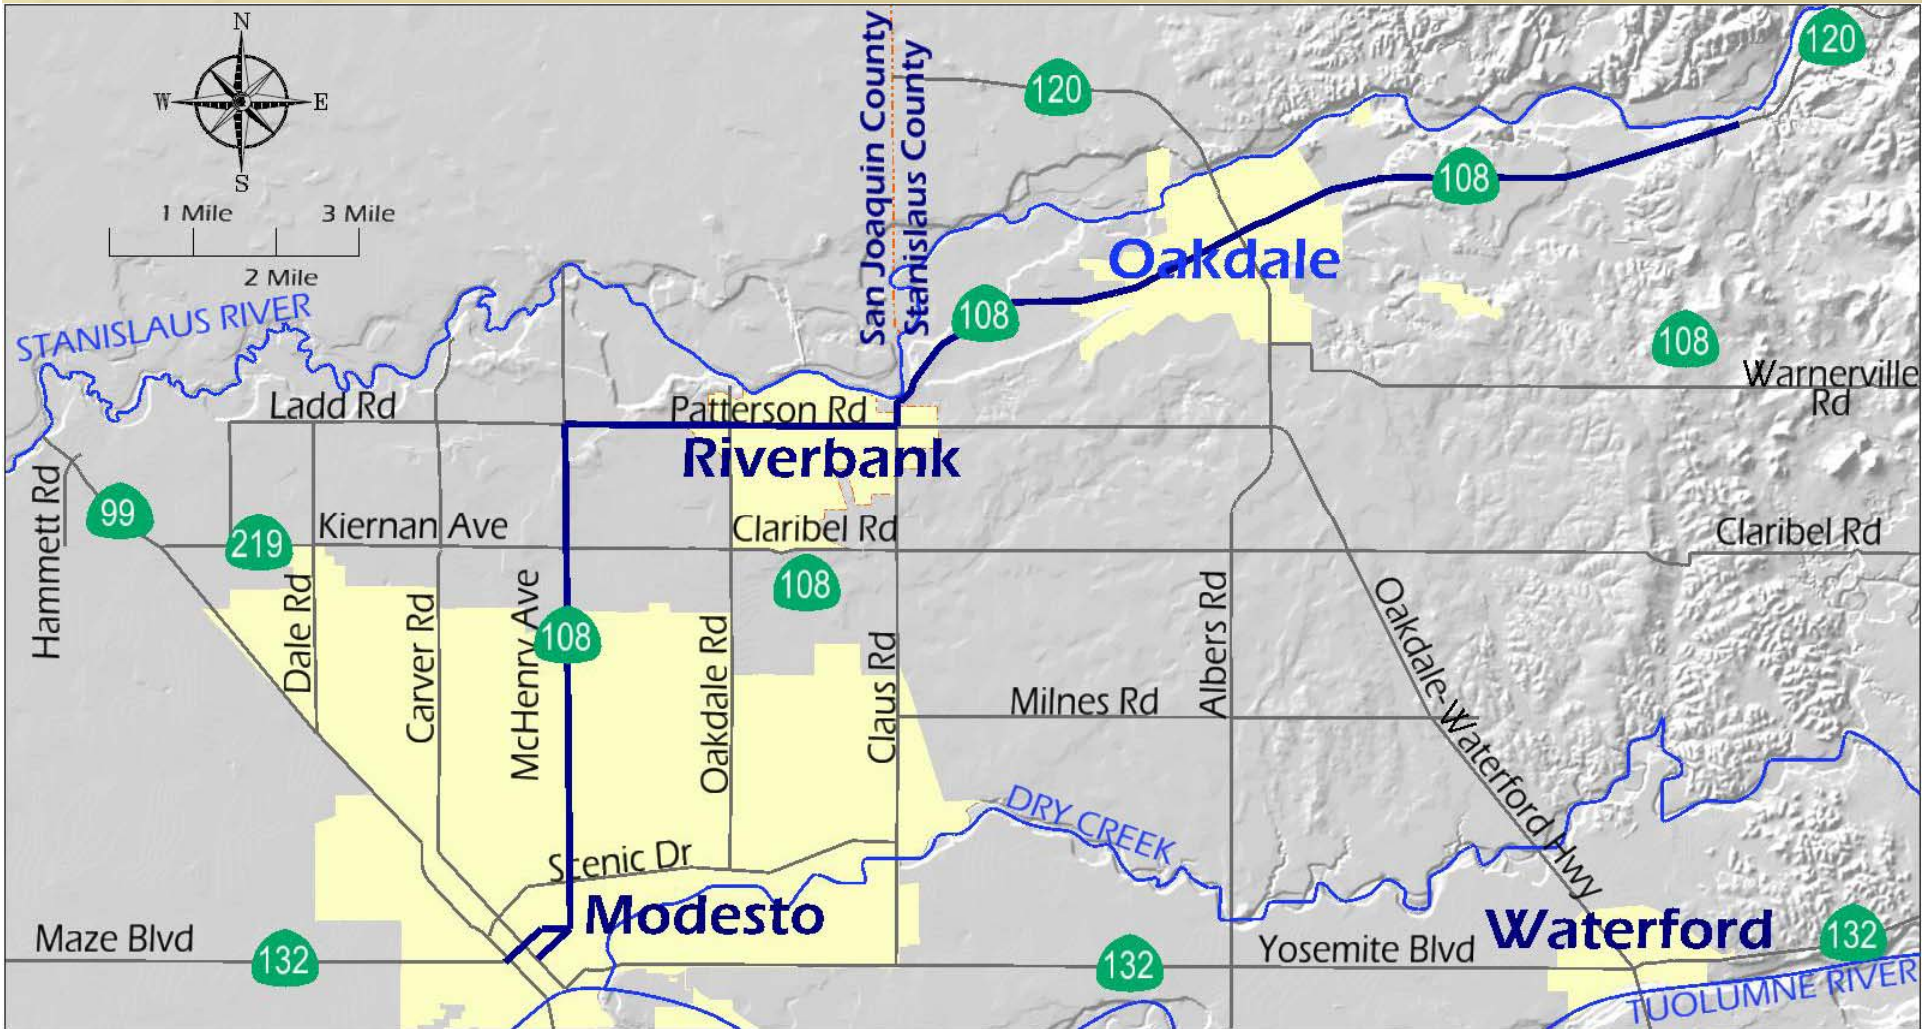 N
W E
S
1 Mile 3 Mile
2 Mile
San Joaquin County
Stanislaus County
120
120
108
Oakdale
108
108
STANISLAUS RIVER
Warnerville
Rd
Ladd Rd
Patterson Rd
Riverbank
Hammett Rd
99
219
Kiernan Ave
Claribel Rd
Claribel Rd
108
Dale Rd
Carver Rd
McHenry Ave
108
Oakdale Rd
Claus Rd
Albers Rd
Oakdale-Waterford Hwy
Milnes Rd
DRY CREEK
Scenic Dr
Modesto
Waterford
Maze Blvd
132
132
Yosemite Blvd
132
TUOLUMNE RIVER